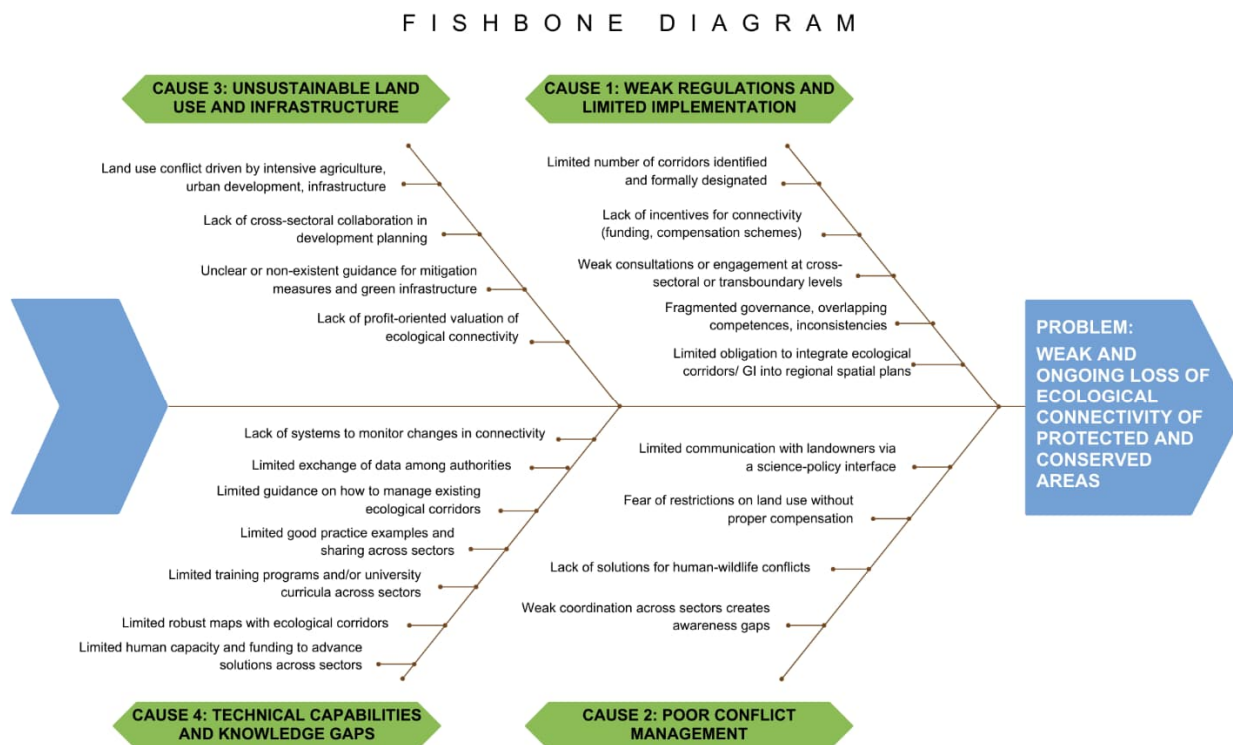 FISHBONE DIAGRAM
CAUSE 3: UNSUSTAINABLE LAND
USE AND INFRASTRUCTURE
Land use conflict driven by intensive agriculture,
urban development, infrastructure
Lack of cross-sectoral collaboration in
development planning
Unclear or non-existent guidance for mitigation
measures and green infrastructure
Lack of profit-oriented valuation of
ecological connectivity
CAUSE 1: WEAK REGULATIONS AND
LIMITED IMPLEMENTATION
Limited number of corridors identified
and formally designated
Lack of incentives for connectivity
(funding, compensation schemes)
Weak consultations or engagement at cross-
sectoral or transboundary levels
Fragmented governance, overlapping
competences, inconsistencies
Limited obligation to integrate ecological
corridors/ GI into regional spatial plans
PROBLEM:
WEAK AND
ONGOING LOSS OF
ECOLOGICAL
CONNECTIVITY OF
PROTECTED AND
CONSERVED
AREAS
Lack of systems to monitor changes in connectivity
Limited exchange of data among authorities
Limited guidance on how to manage existing
ecological corridors
Limited good practice examples and
sharing across sectors
Limited training programs and/or university
curricula across sectors
Limited robust maps with ecological corridors
Limited human capacity and funding to advance
solutions across sectors
CAUSE 4: TECHNICAL CAPABILITIES
AND KNOWLEDGE GAPS
Limited communication with landowners via
a science-policy interface
Fear of restrictions on land use without
proper compensation
Lack of solutions for human-wildlife conflicts
Weak coordination across sectors creates
awareness gaps
CAUSE 2: POOR CONFLICT
MANAGEMENT